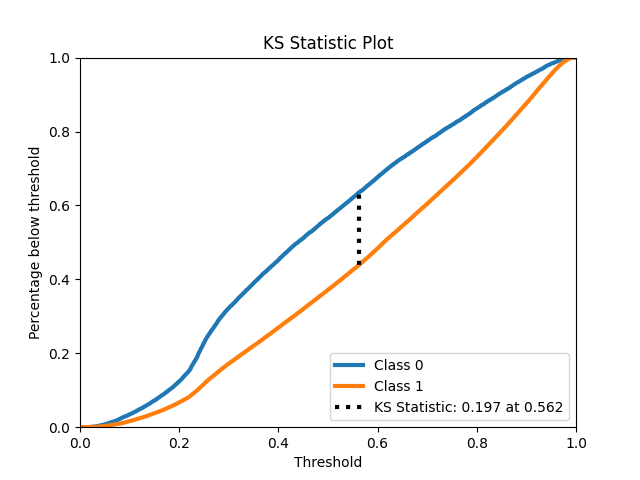 KS Statistic Plot
1.0
0.8
0.6
0.4
0.2
0.0
Percentage below threshold
Class 0
Class 1
KS Statistic: 0.197 at 0.562
0.0 0.2 0.4 0.6 0.8 1.0
Threshold